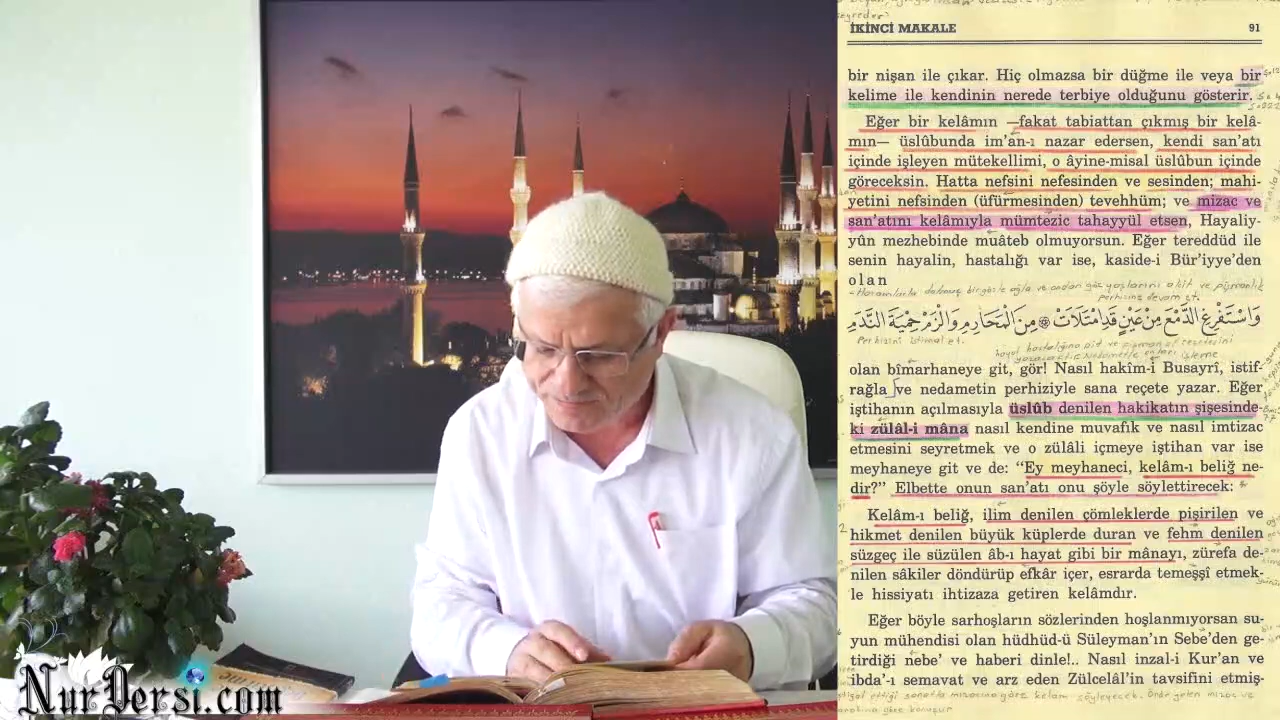 İKİNCİ MAKALE 91
bir nişan ile çıkar. Hiç olmazsa bir düğme ile veya bir
kelime ile kendinin nerede terbiye olduğunu gösterir.
Eğer bir kelâmın —fakat tabiattan çıkmış bir kelâ-
mın— üslûbunda im'ân-ı nazar edersen, kendi san'atı
içinde işleyen mütekellimi, o âyine-misal üslûbun içinde
göreceksin. Hatta nefsini nefesinden ve sesinden; mahi-
yetini nefsinden (üfürmesinden) tevehhüm; ve mizac ve
san'atını kelâmıyla mümtezic tahayyül etsen, Hayaliy-
yûn mezhebinde muâteb olmuyorsun. Eğer tereddüd ile
senin hayalin, hastalığı var ise, kaside-i Bür'iyye'den
olan
وَاسْتَفْرِغِ الدَّمْعَ مِنْ عَيْنٍ قَدِ امْتَلَأَتْ ❁ مِنَ الْمَحَارِمِ وَالْزَمْ حِمْيَةَ النَّدَمِ
Perhizini istimal et.
olan bîmarhaneye git, gör! Nasıl hakîm-i Busayrî, istif-
rağla ve nedametin perhiziyle sana reçete yazar. Eğer
iştihanın açılmasıyla üslûb denilen hakikatın şişesinde-
ki zülâl-i mâna nasıl kendine muvafık ve nasıl imtizac
etmesini seyretmek ve o zülâli içmeye iştihan var ise
meyhaneye git ve de: “Ey meyhaneci, kelâm-ı beliğ ne-
dir?” Elbette onun san'atı onu şöyle söylettirecek:
Kelâm-ı beliğ, ilim denilen çömleklerde pişirilen ve
hikmet denilen büyük küplerde duran ve fehm denilen
süzgeç ile süzülen âb-ı hayat gibi bir mânayı, zürefa de-
nilen sâkiler döndürüp efkâr içer, esrarda temeşşî etmek-
le hissiyatı ihtizaza getiren kelâmdır.
Eğer böyle sarhoşların sözlerinden hoşlanmıyorsan su-
yun mühendisi olan hüdhüd-ü Süleyman'ın Sebe'den ge-
tirdiği nebe' ve haberi dinle!.. Nasıl inzal-i Kur'an ve
ibda'-ı semavat ve arz eden Zülcelâl'in tavsifini etmiş-
NurDersi.com